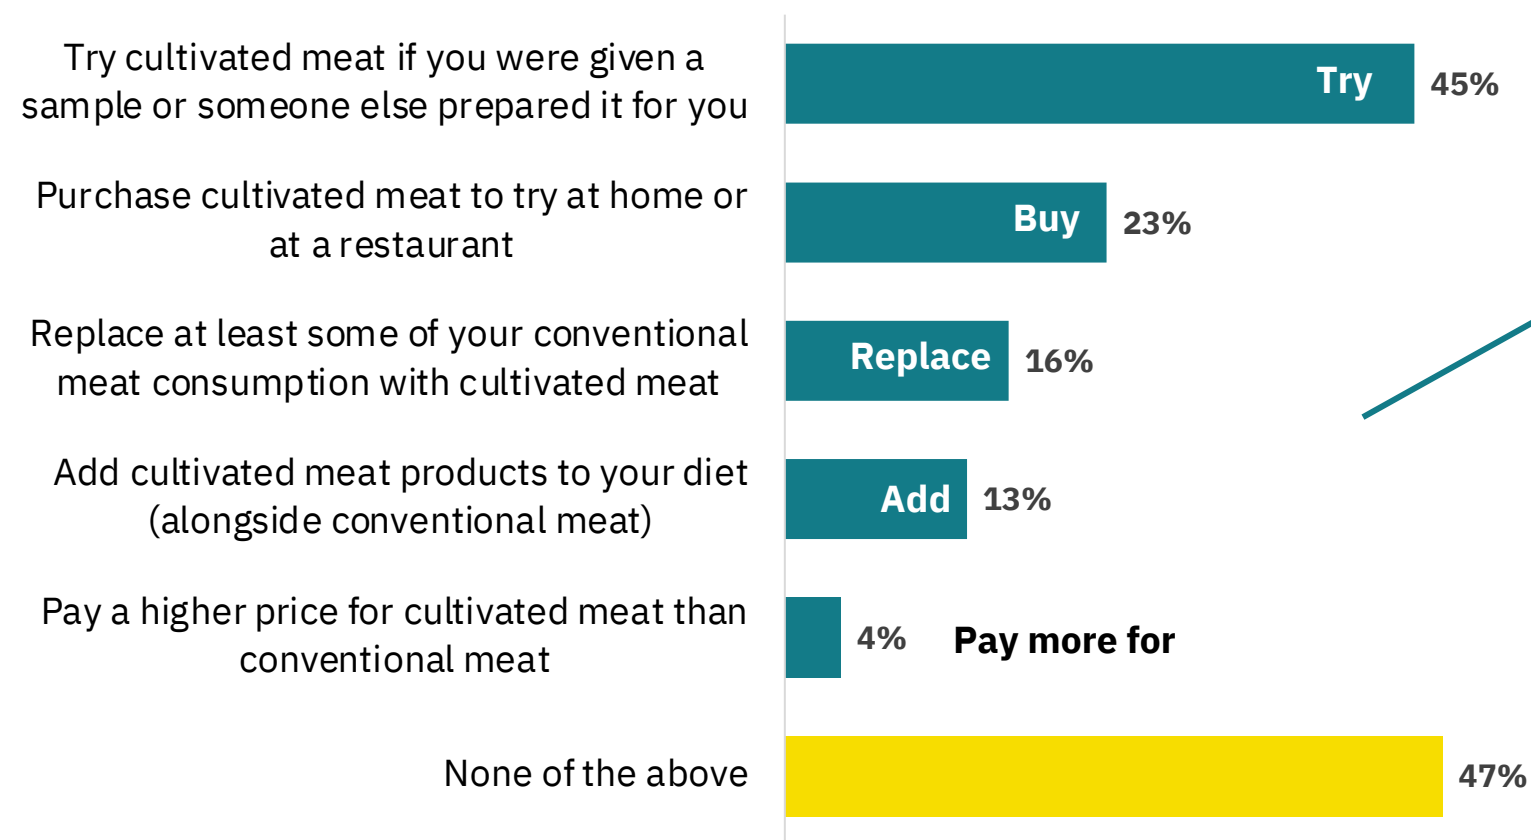 Try cultivated meat if you were given a
sample or someone else prepared it for you
Try
45%
Purchase cultivated meat to try at home or
at a restaurant
Buy
23%
Replace at least some of your conventional
meat consumption with cultivated meat
Replace
16%
Add cultivated meat products to your diet
(alongside conventional meat)
Add
13%
Pay a higher price for cultivated meat than
conventional meat
4%
Pay more for
None of the above
47%